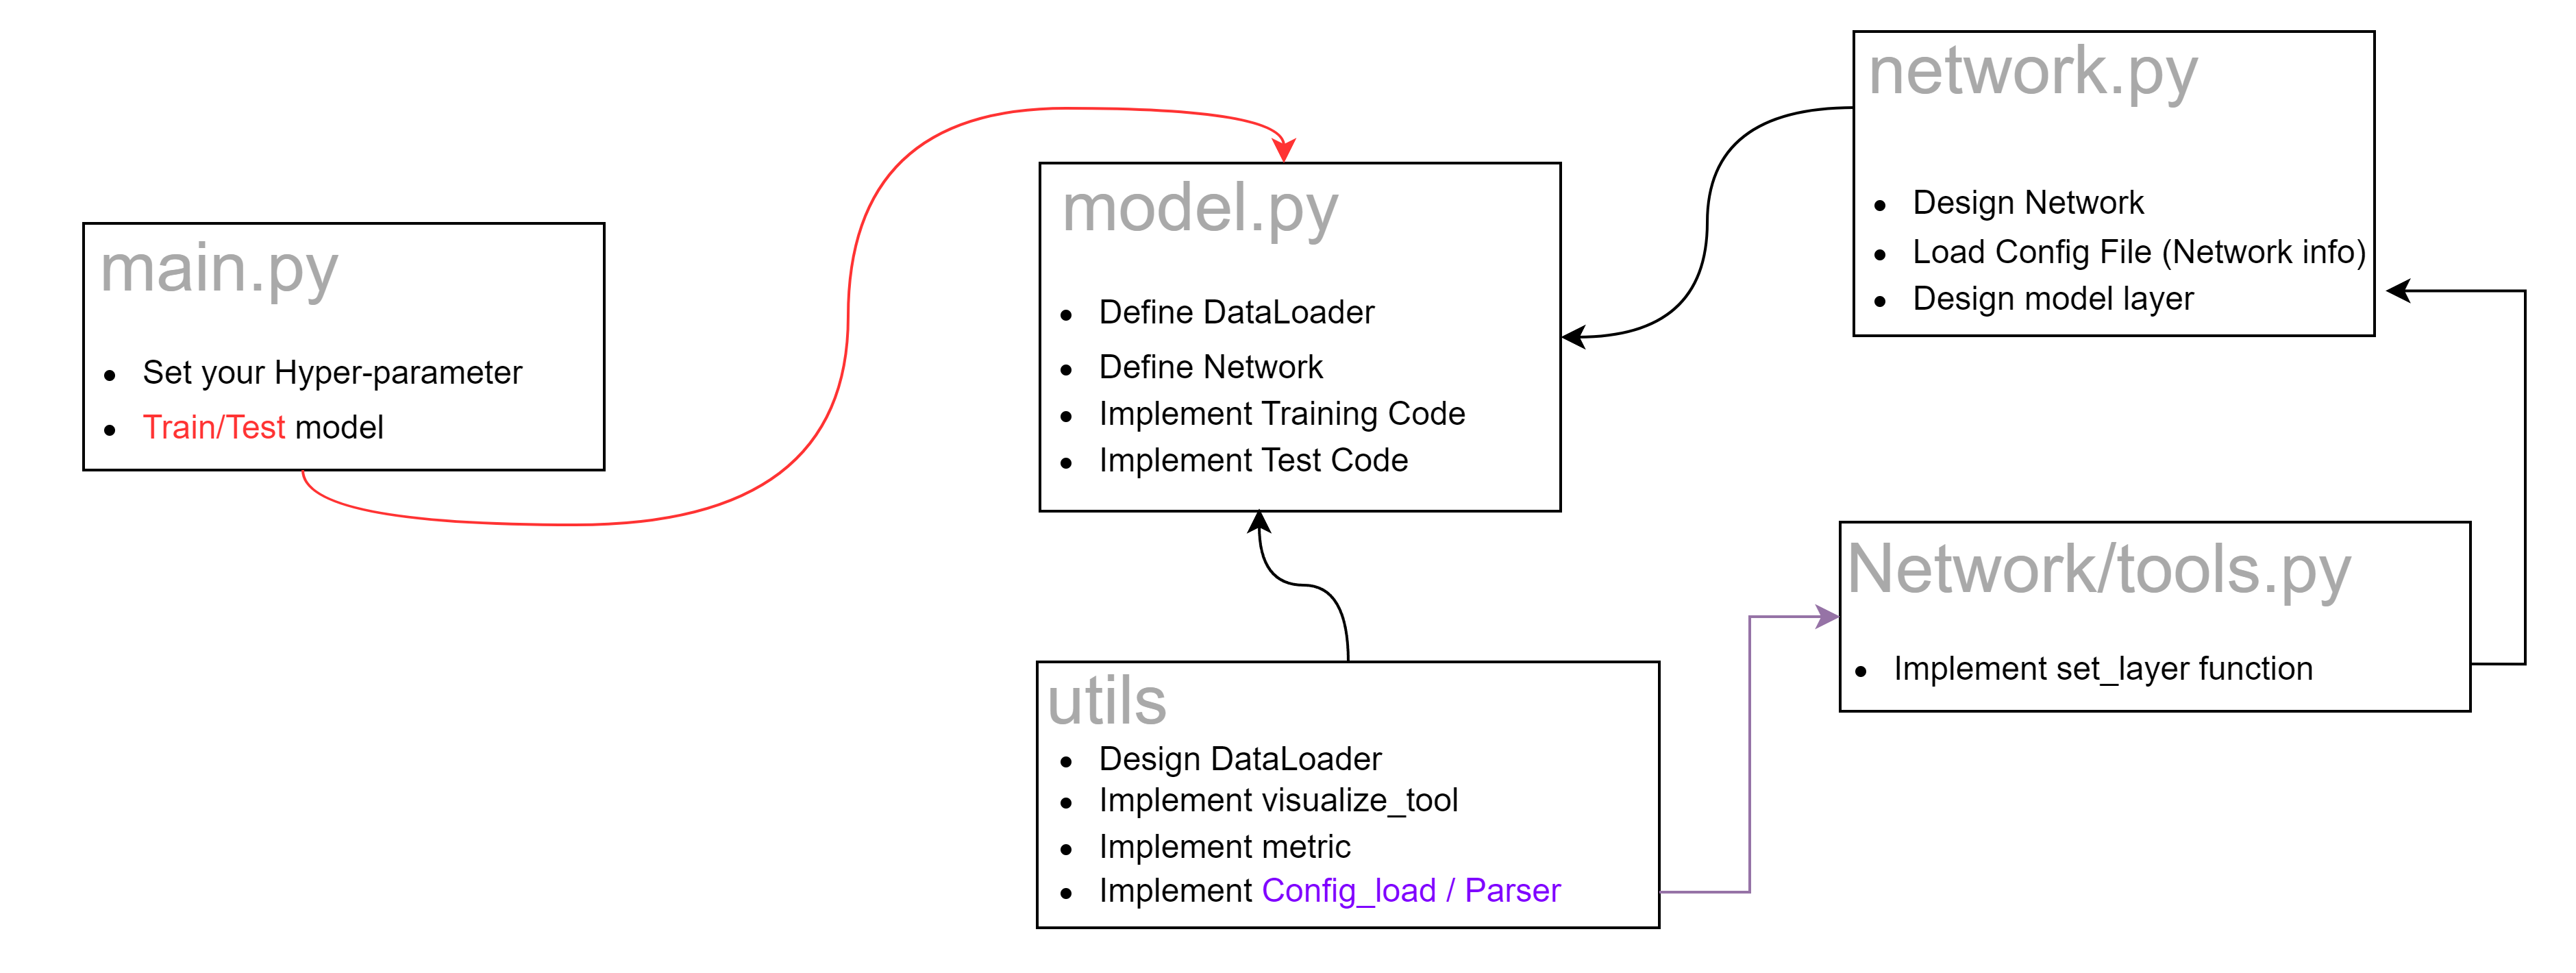 main.py
Set your Hyper-parameter
Train/Test model
model.py
Define DataLoader
Define Network
Implement Training Code
Implement Test Code
network.py
Design Network
Load Config File (Network info)
Design model layer
utils
Design DataLoader
Implement visualize_tool
Implement metric
Implement Config_load / Parser
Network/tools.py
Implement set_layer function